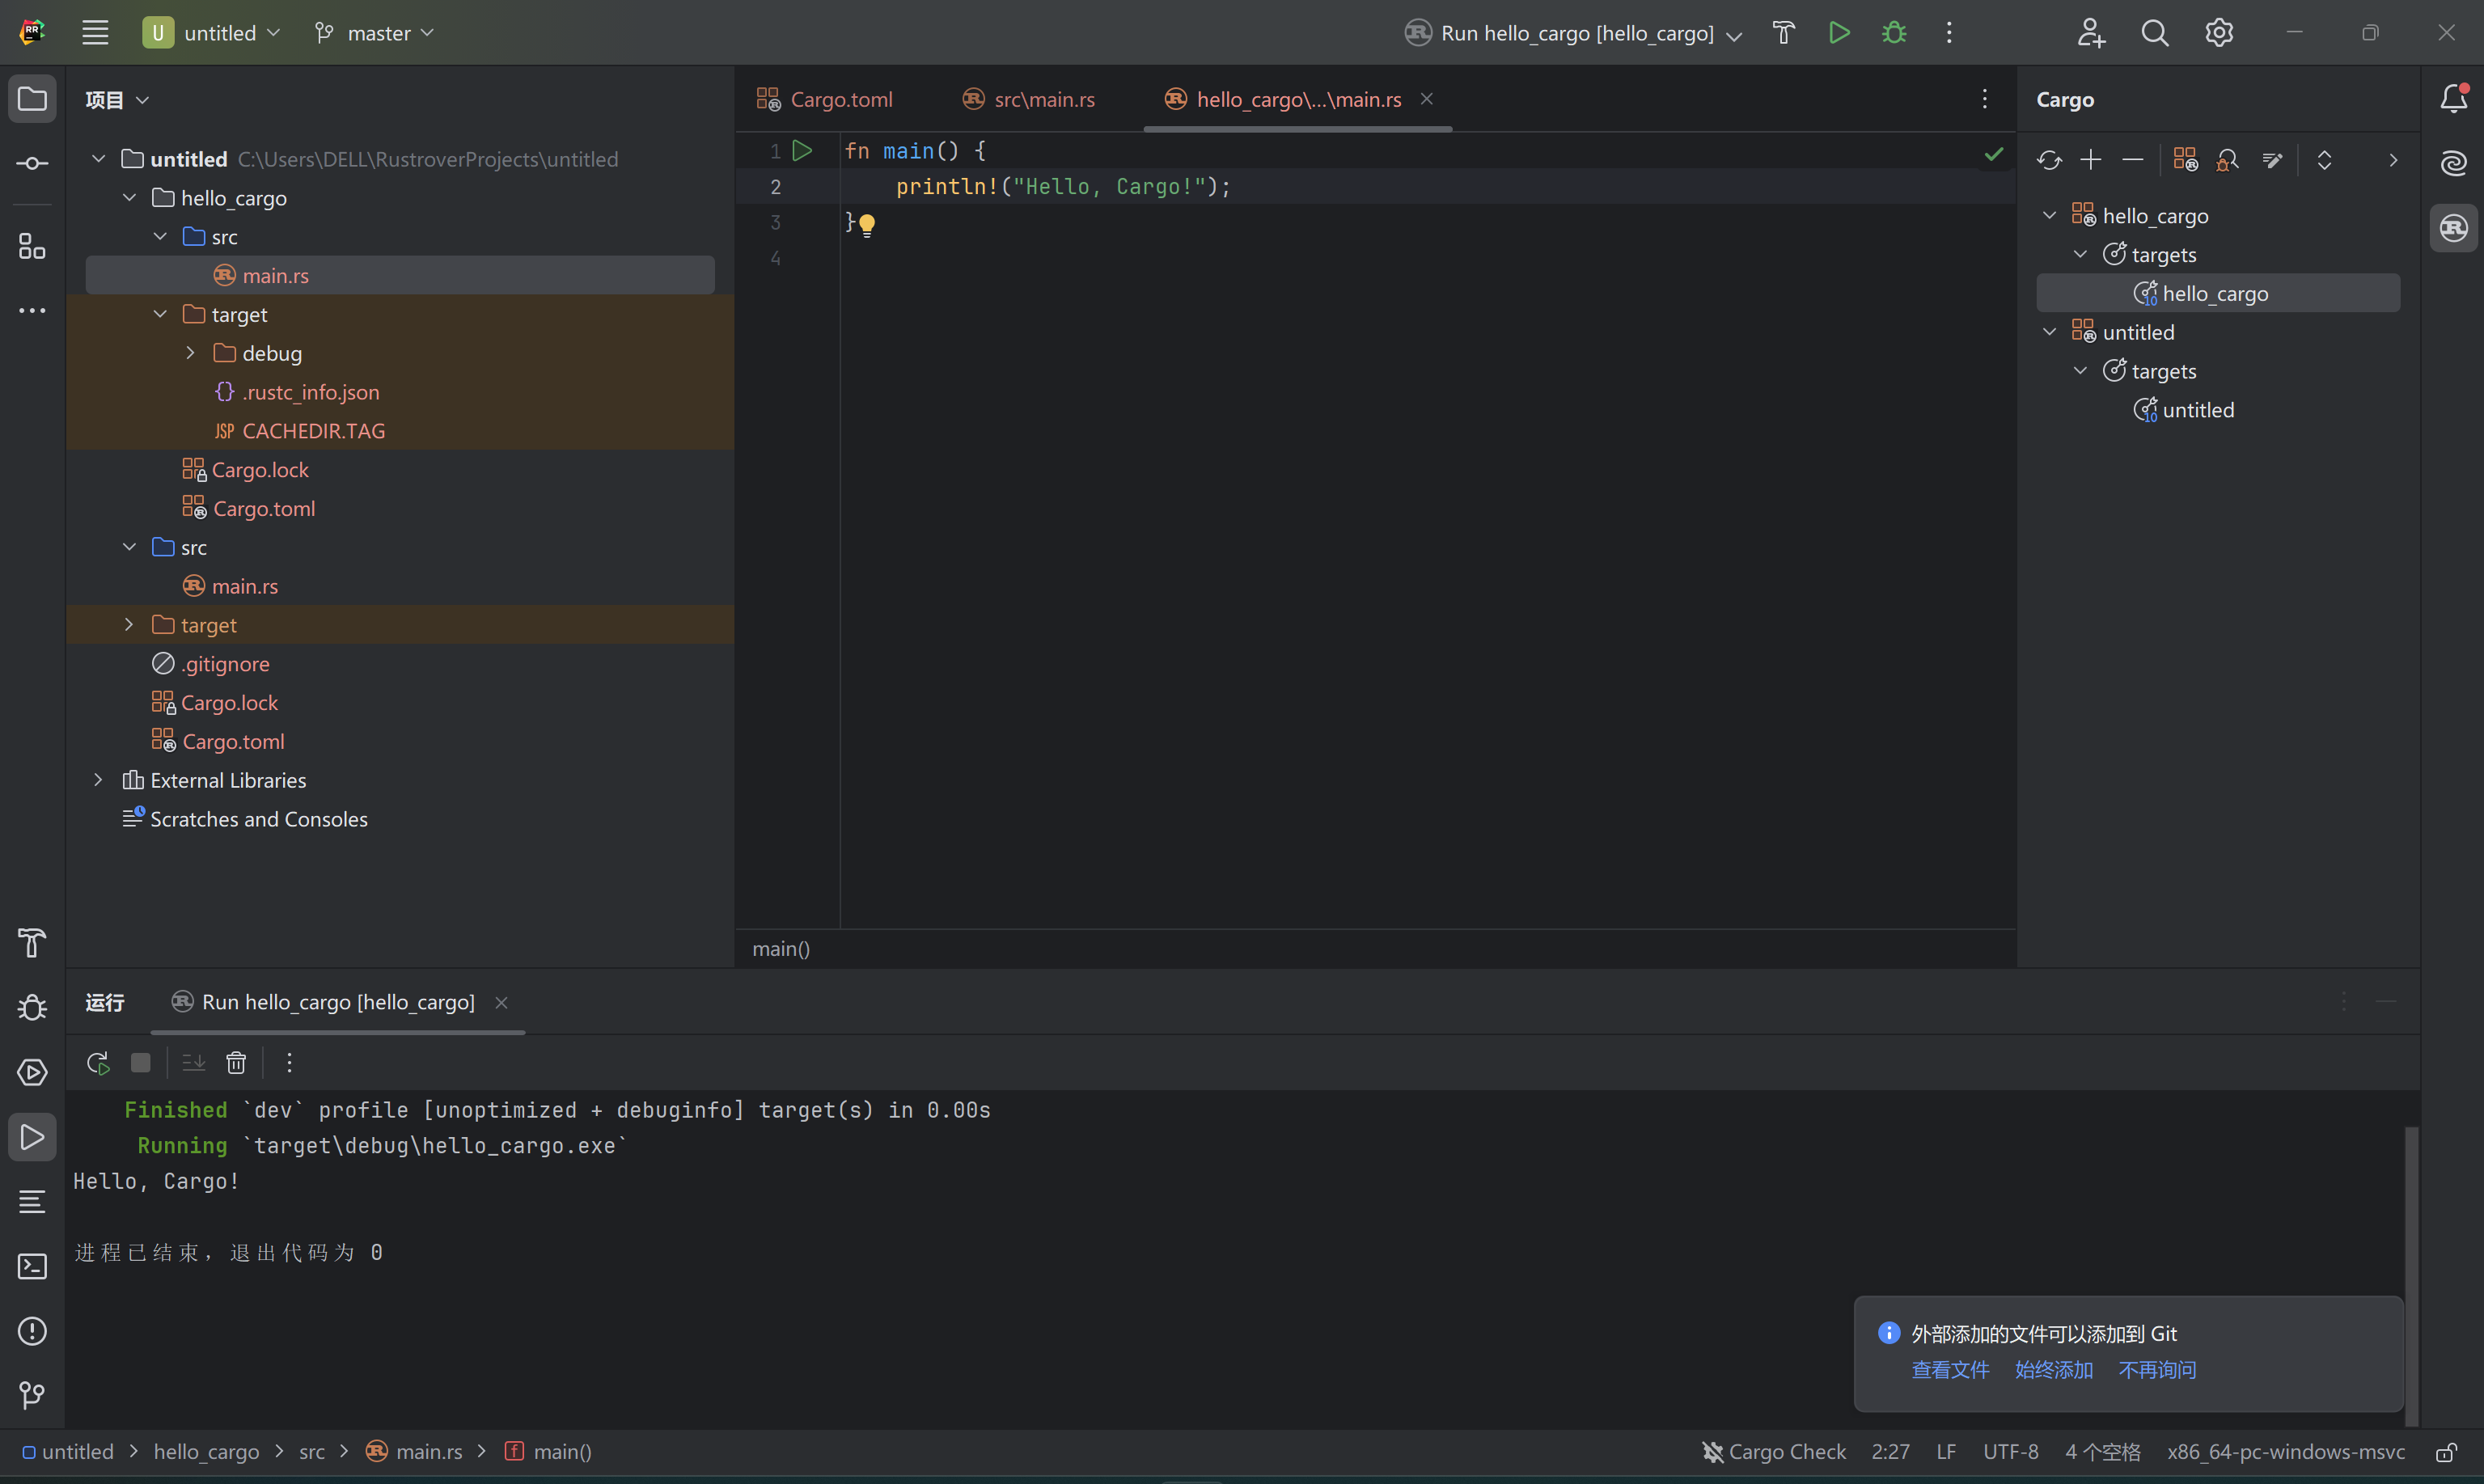 U untitled master
Run hello_cargo [hello_cargo]
项目
untitled C:\Users\DELL\RustroverProjects\untitled
hello_cargo
src
main.rs
target
debug
.rustc_info.json
JSP CACHEDIR.TAG
Cargo.lock
Cargo.toml
src
main.rs
target
.gitignore
Cargo.lock
Cargo.toml
External Libraries
Scratches and Consoles
Cargo.toml src\main.rs hello_cargo\...\main.rs
1 fn main() {
2 println!("Hello, Cargo!");
3 }
4
main()
Cargo
hello_cargo
targets
hello_cargo
untitled
targets
untitled
运行 Run hello_cargo [hello_cargo]
Finished `dev` profile [unoptimized + debuginfo] target(s) in 0.00s
Running `target\debug\hello_cargo.exe`
Hello, Cargo!
进程已结束，退出代码为 0
外部添加的文件可以添加到 Git
查看文件 始终添加 不再询问
untitled > hello_cargo > src > main.rs > main()
Cargo Check 2:27 LF UTF-8 4 个空格 x86_64-pc-windows-msvc